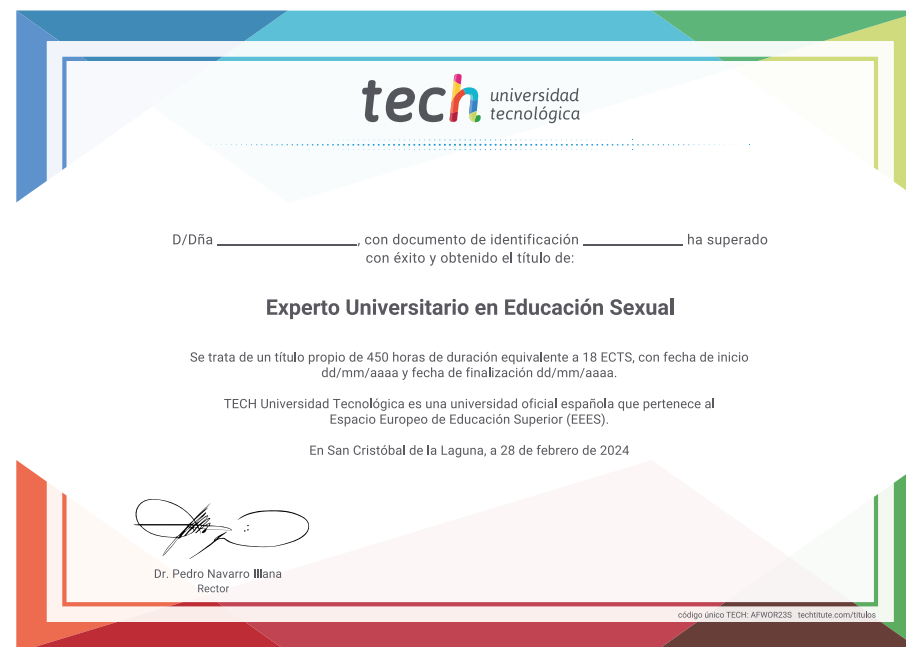 tech universidad
tecnológica
D/Dña ____________________, con documento de identificación ______________ ha superado
con éxito y obtenido el título de:
Experto Universitario en Educación Sexual
Se trata de un título propio de 450 horas de duración equivalente a 18 ECTS, con fecha de inicio
dd/mm/aaaa y fecha de finalización dd/mm/aaaa.
TECH Universidad Tecnológica es una universidad oficial española que pertenece al
Espacio Europeo de Educación Superior (EEES).
En San Cristóbal de la Laguna, a 28 de febrero de 2024
Dr. Pedro Navarro Illana
Rector
código único TECH: AFWOR23S techtitute.com/titulos